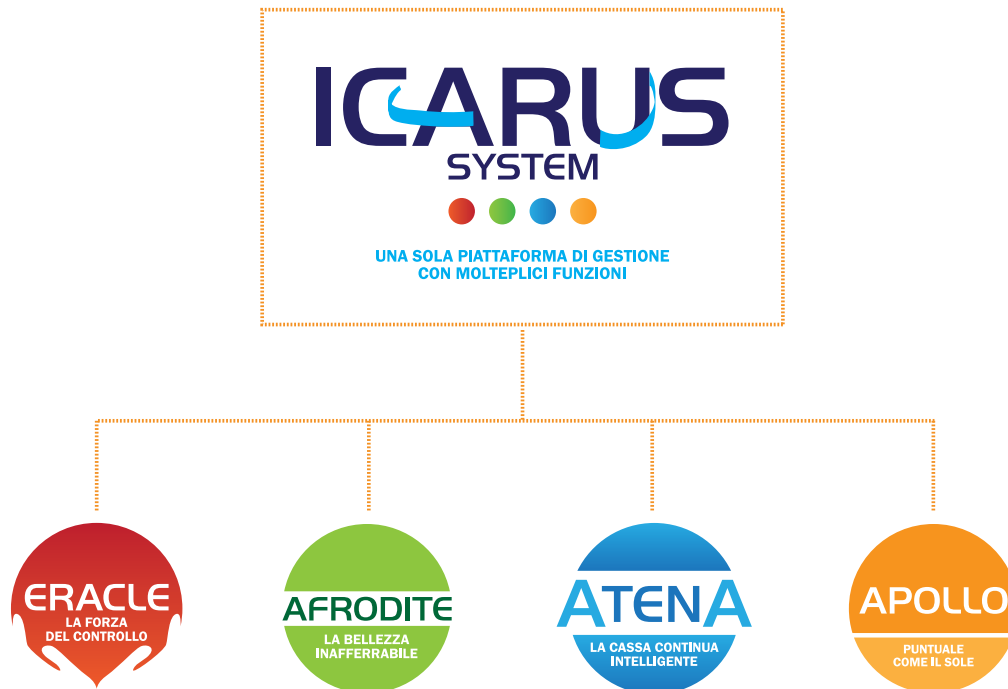 ICARUS
SYSTEM
UNA SOLA PIATTAFORMA DI GESTIONE
CON MOLTEPLICI FUNZIONI
ERACLE
LA FORZA
DEL CONTROLLO
AFRODITE
LA BELLEZZA
INAFFERRABILE
ATENA
LA CASSA CONTINUA
INTELLIGENTE
APOLLO
PUNTUALE
COME IL SOLE